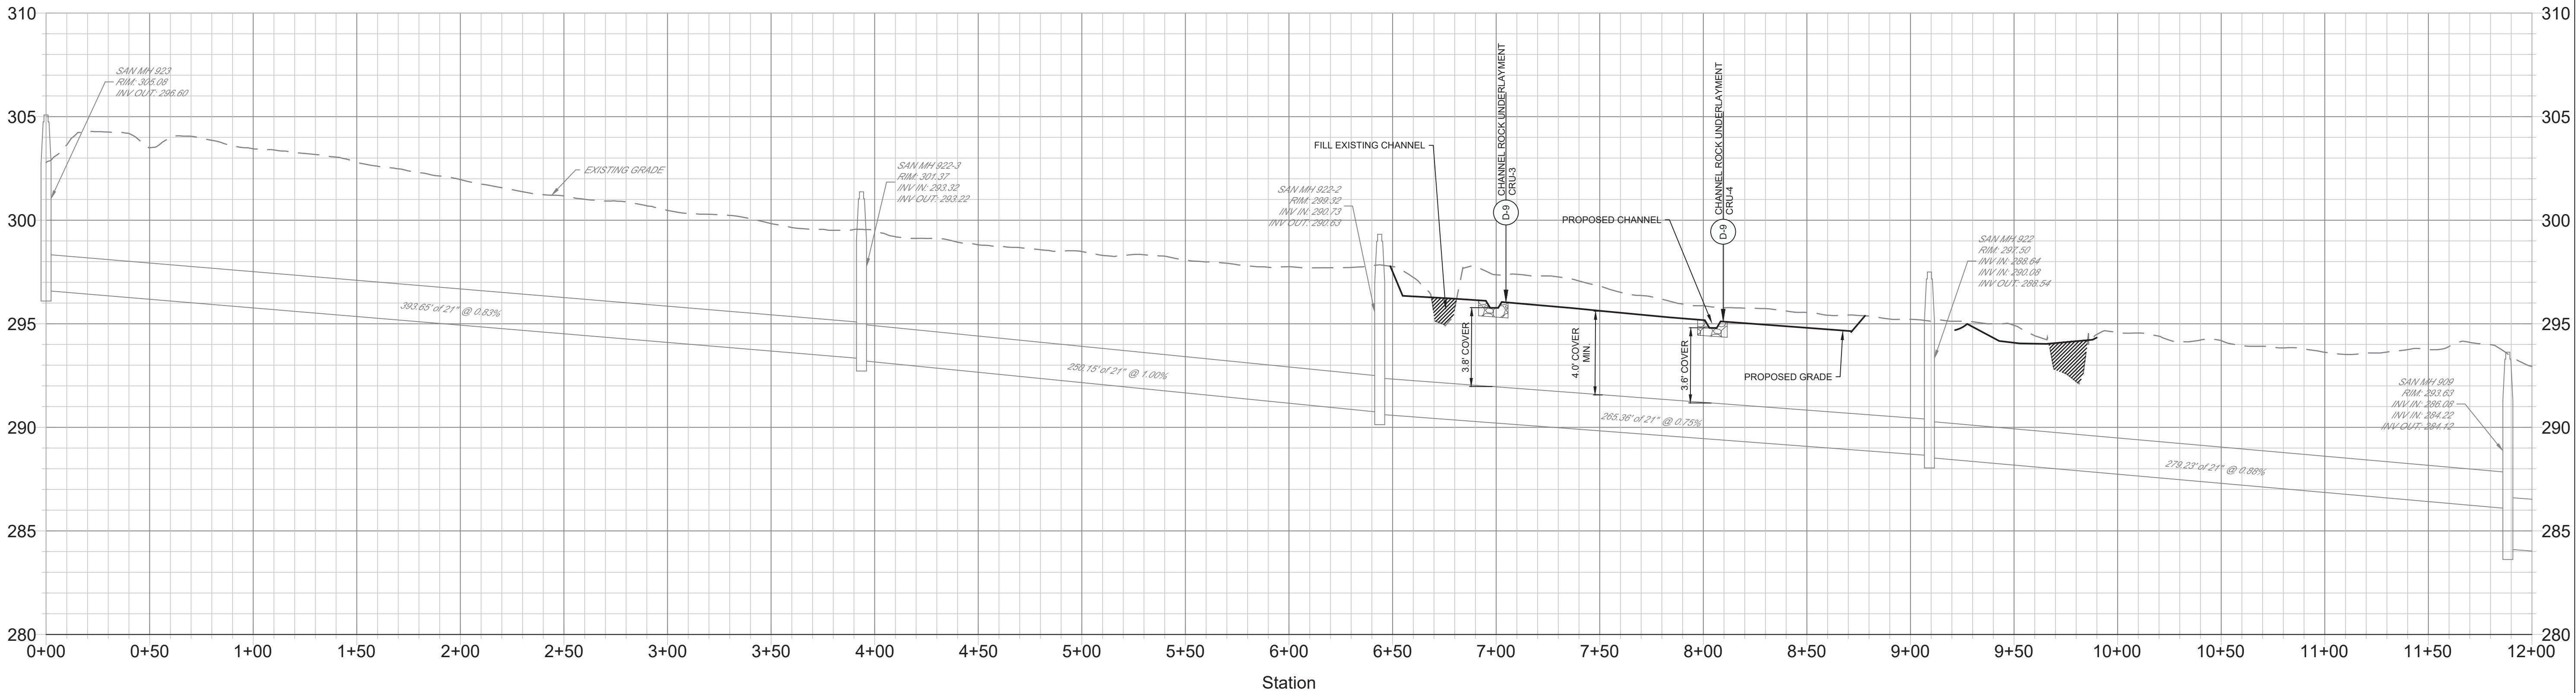 310
310
SAN MH 923
RIM: 305.08
INV OUT: 296.60
305
305
EXISTING GRADE
SAN MH 922-3
RIM: 301.37
INV IN: 293.32
INV OUT: 293.22
SAN MH 922-2
RIM: 299.32
INV IN: 290.73
INV OUT: 290.63
FILL EXISTING CHANNEL
CHANNEL ROCK UNDERLAYMENT
CRU-3
D-9
PROPOSED CHANNEL
CHANNEL ROCK UNDERLAYMENT
CRU-4
D-9
SAN MH 922
RIM: 297.50
INV IN: 288.64
INV IN: 290.08
INV OUT: 288.54
300
300
295
295
393.65' of 21" @ 0.83%
250.15' of 21" @ 1.00%
3.8' COVER
4.0' COVER
MIN.
3.6' COVER
PROPOSED GRADE
265.36' of 21" @ 0.75%
SAN MH 909
RIM: 293.63
INV IN: 286.08
INV IN: 284.22
INV OUT: 284.12
279.23' of 21" @ 0.88%
290
290
285
285
280
280
0+00 0+50 1+00 1+50 2+00 2+50 3+00 3+50 4+00 4+50 5+00 5+50 6+00 6+50 7+00 7+50 8+00 8+50 9+00 9+50 10+00 10+50 11+00 11+50 12+00
Station